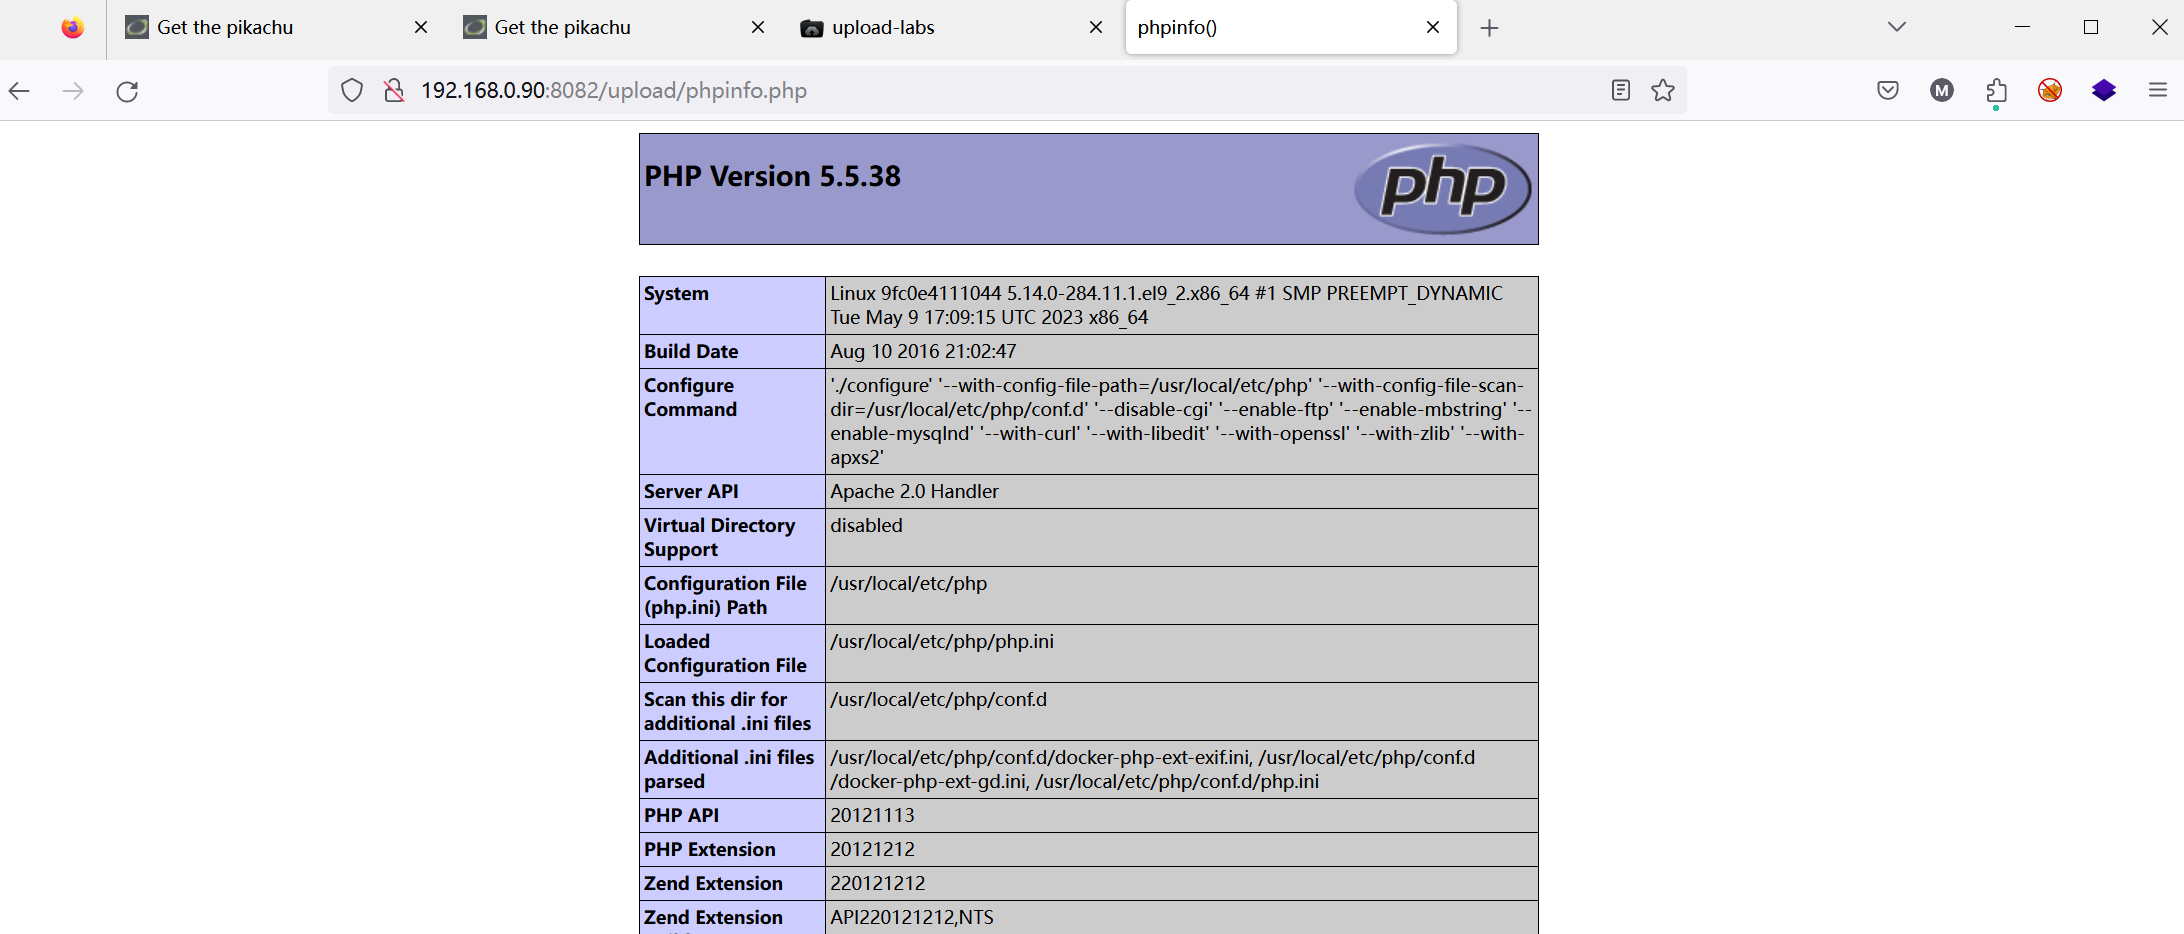 Get the pikachu
Get the pikachu
upload-labs
phpinfo()
192.168.0.90:8082/upload/phpinfo.php
M
PHP Version 5.5.38
php
System
Linux 9fc0e4111044 5.14.0-284.11.1.el9_2.x86_64 #1 SMP PREEMPT_DYNAMIC
Tue May 9 17:09:15 UTC 2023 x86_64
Build Date
Aug 10 2016 21:02:47
Configure
Command
'./configure' '--with-config-file-path=/usr/local/etc/php' '--with-config-file-scan-
dir=/usr/local/etc/php/conf.d' '--disable-cgi' '--enable-ftp' '--enable-mbstring' '--
enable-mysqlnd' '--with-curl' '--with-libedit' '--with-openssl' '--with-zlib' '--with-
apxs2'
Server API
Apache 2.0 Handler
Virtual Directory
Support
disabled
Configuration File
(php.ini) Path
/usr/local/etc/php
Loaded
Configuration File
/usr/local/etc/php/php.ini
Scan this dir for
additional .ini files
/usr/local/etc/php/conf.d
Additional .ini files
parsed
/usr/local/etc/php/conf.d/docker-php-ext-exif.ini, /usr/local/etc/php/conf.d
/docker-php-ext-gd.ini, /usr/local/etc/php/conf.d/php.ini
PHP API
20121113
PHP Extension
20121212
Zend Extension
220121212
Zend Extension
API220121212,NTS